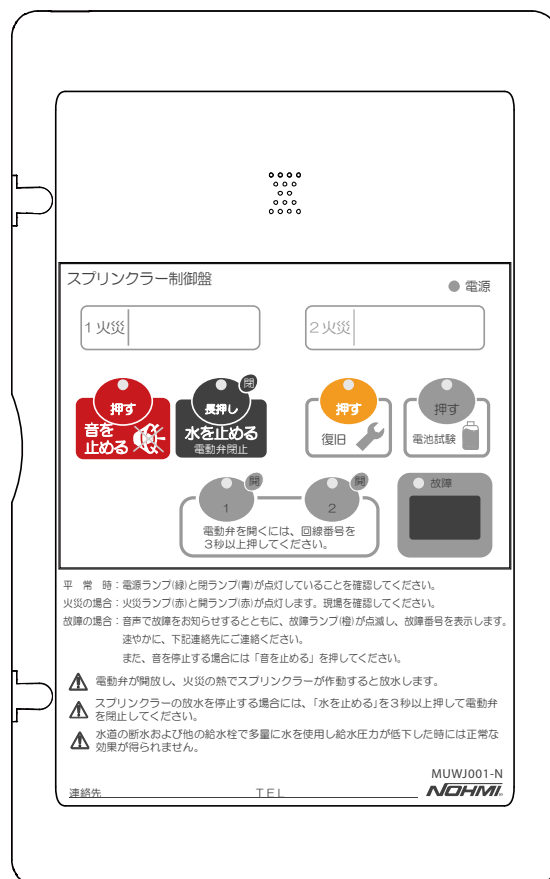 スプリンクラー制御盤
電源
1 火災
2 火災
押す
音を
止める
閉
長押し
水を止める
電動弁閉止
押す
復旧
押す
電池試験
開
1
開
2
電動弁を開くには、回線番号を
3秒以上押してください。
故障
平　常　時：電源ランプ(緑)と閉ランプ(青)が点灯していることを確認してください。
火災の場合：火災ランプ(赤)と開ランプ(赤)が点灯します。現場を確認してください。
故障の場合：音声で故障をお知らせするとともに、故障ランプ(橙)が点滅し、故障番号を表示します。
速やかに、下記連絡先にご連絡ください。
また、音を停止する場合には「音を止める」を押してください。
電動弁が開放し、火災の熱でスプリンクラーが作動すると放水します。
スプリンクラーの放水を停止する場合には、「水を止める」を3秒以上押して電動弁
を閉止してください。
水道の断水および他の給水栓で多量に水を使用し給水圧力が低下した時には正常な
効果が得られません。
MUWJ001-N
連絡先 TEL NOHMI